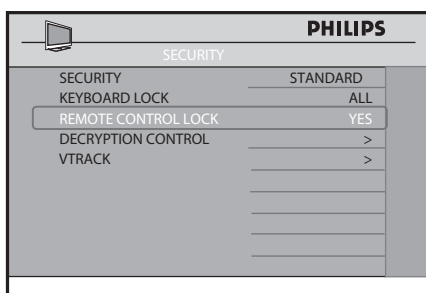 PHILIPS
SECURITY
SECURITY STANDARD
KEYBOARD LOCK ALL
REMOTE CONTROL LOCK YES
DECRYPTION CONTROL >
VTRACK >